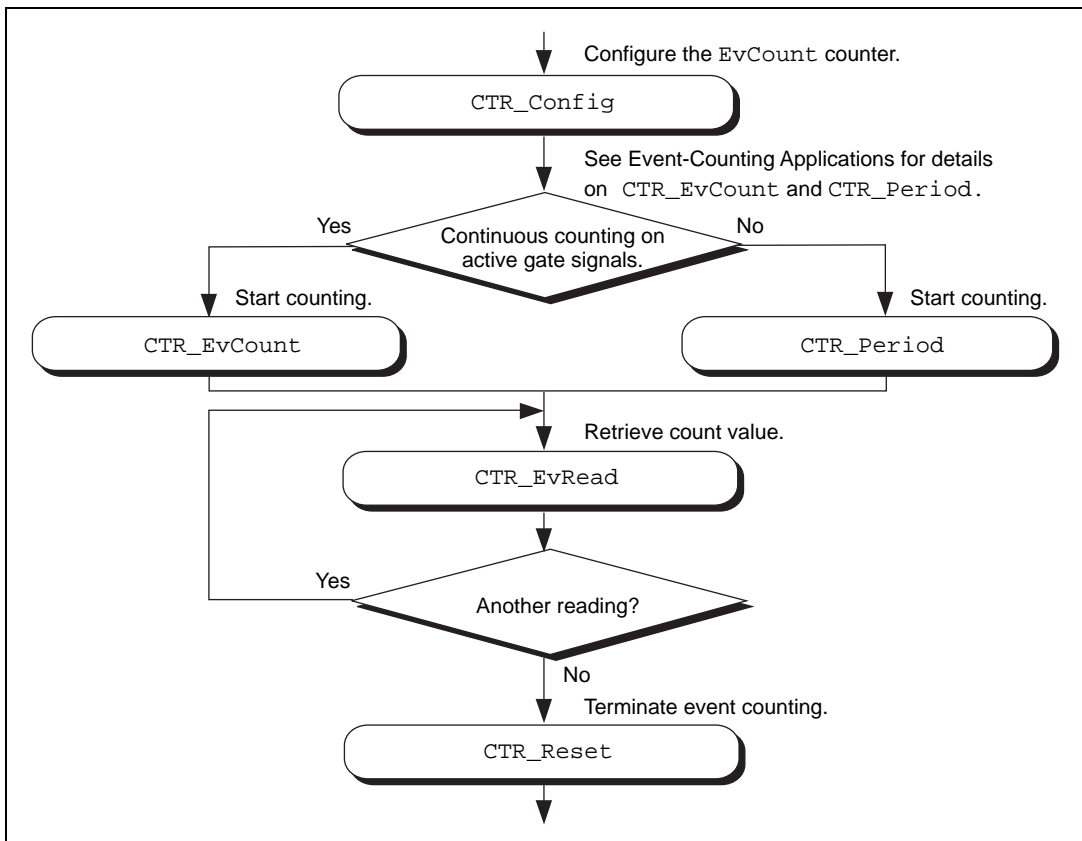 Configure the EvCount counter.
CTR_Config
See Event-Counting Applications for details
on CTR_EvCount and CTR_Period.
Yes
No
Continuous counting on
active gate signals.
Start counting.
Start counting.
CTR_EvCount
CTR_Period
Retrieve count value.
CTR_EvRead
Yes
Another reading?
No
Terminate event counting.
CTR_Reset